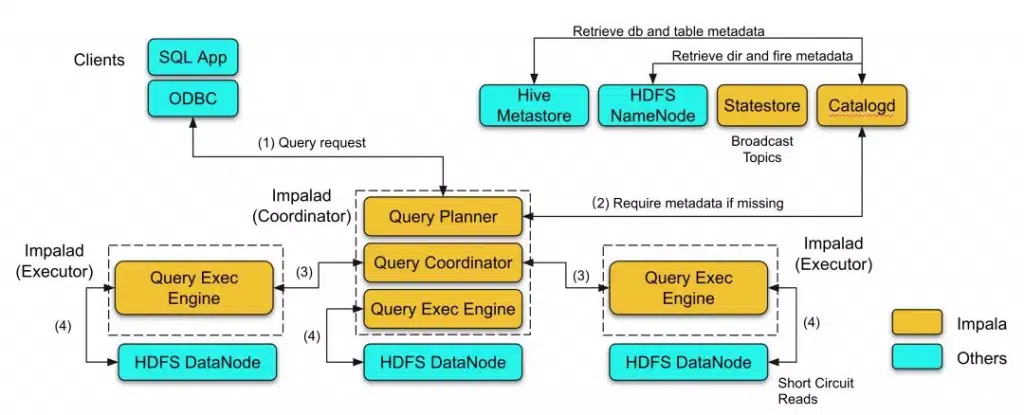 Retrieve db and table metadata
Clients
SQL App
Retrieve dir and fire metadata
ODBC
Hive
Metastore
HDFS
NameNode
Statestore
Catalogd
Broadcast
Topics
(1) Query request
Impalad
(Coordinator)
(2) Require metadata if missing
Query Planner
Impalad
(Executor)
Query Exec
Engine
(3)
Query Coordinator
(3)
Query Exec
Engine
Impalad
(Executor)
Query Exec Engine
(4)
(4)
(4)
HDFS DataNode
HDFS DataNode
HDFS DataNode
Short Circuit
Reads
Impala
Others